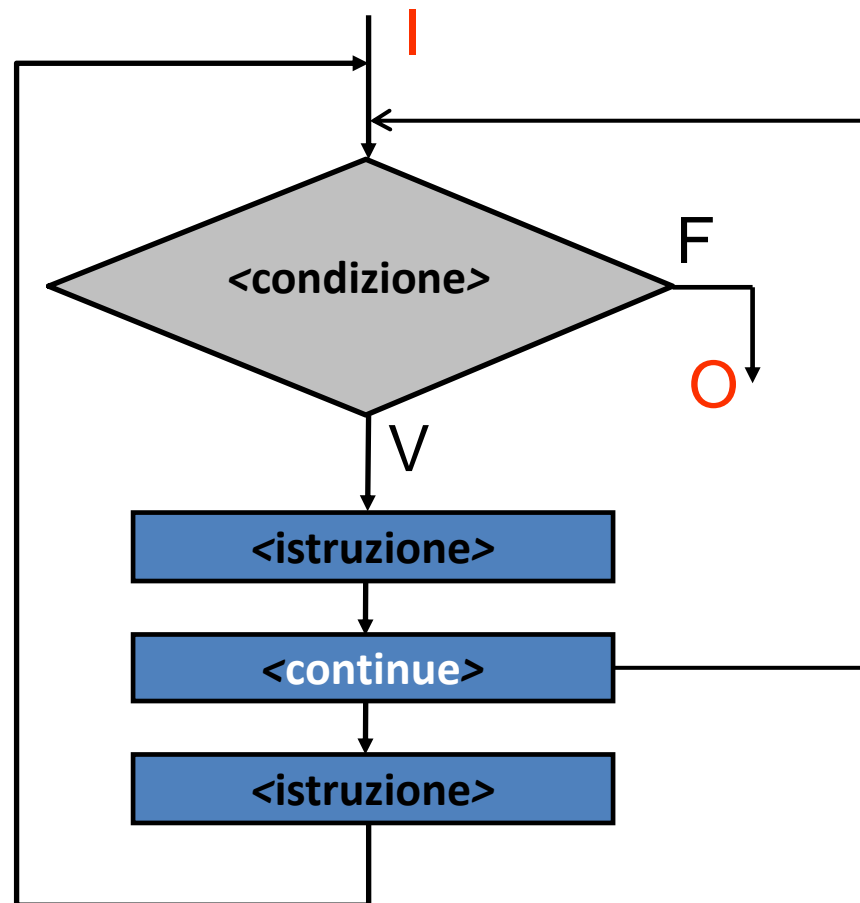 I
<condizione>
F
O
V
<istruzione>
<continue>
<istruzione>